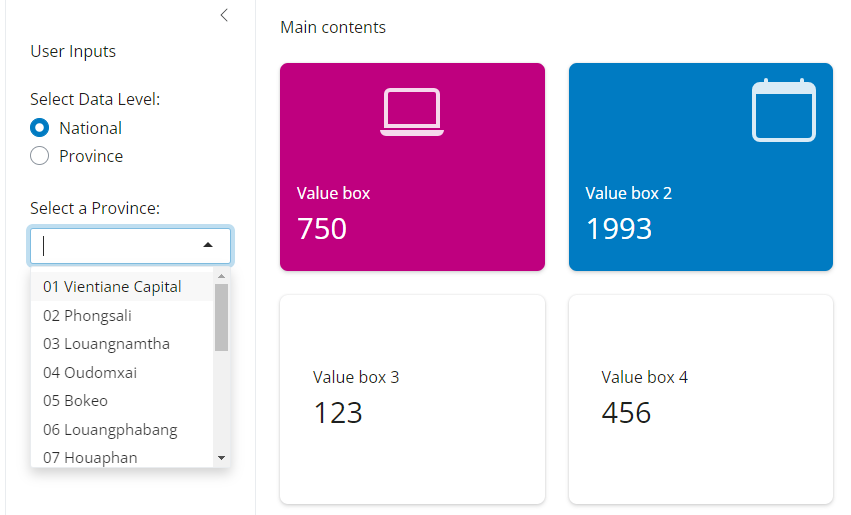 User Inputs
Select Data Level:
National
Province
Select a Province:
01 Vientiane Capital
02 Phongsali
03 Louangnamtha
04 Oudomxai
05 Bokeo
06 Louangphabang
07 Houaphan
Main contents
Value box
750
Value box 2
1993
Value box 3
123
Value box 4
456